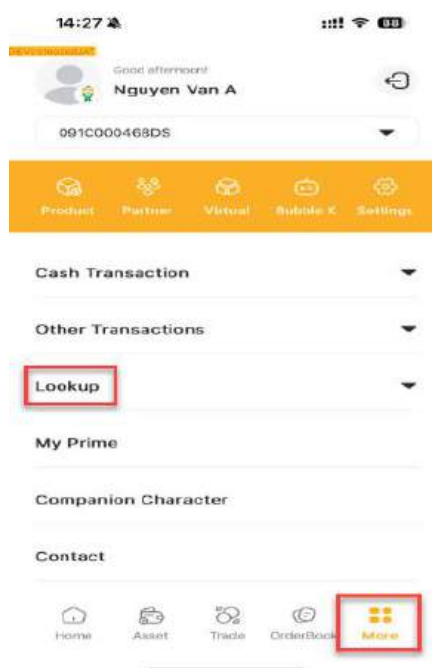 14:27
88
Good afternoon!
Nguyen Van A
091C000468DS
Product Partner Virtual Bubble X Settings
Cash Transaction
Other Transactions
Lookup
My Prime
Companion Character
Contact
Home Asset Trade OrderBook More